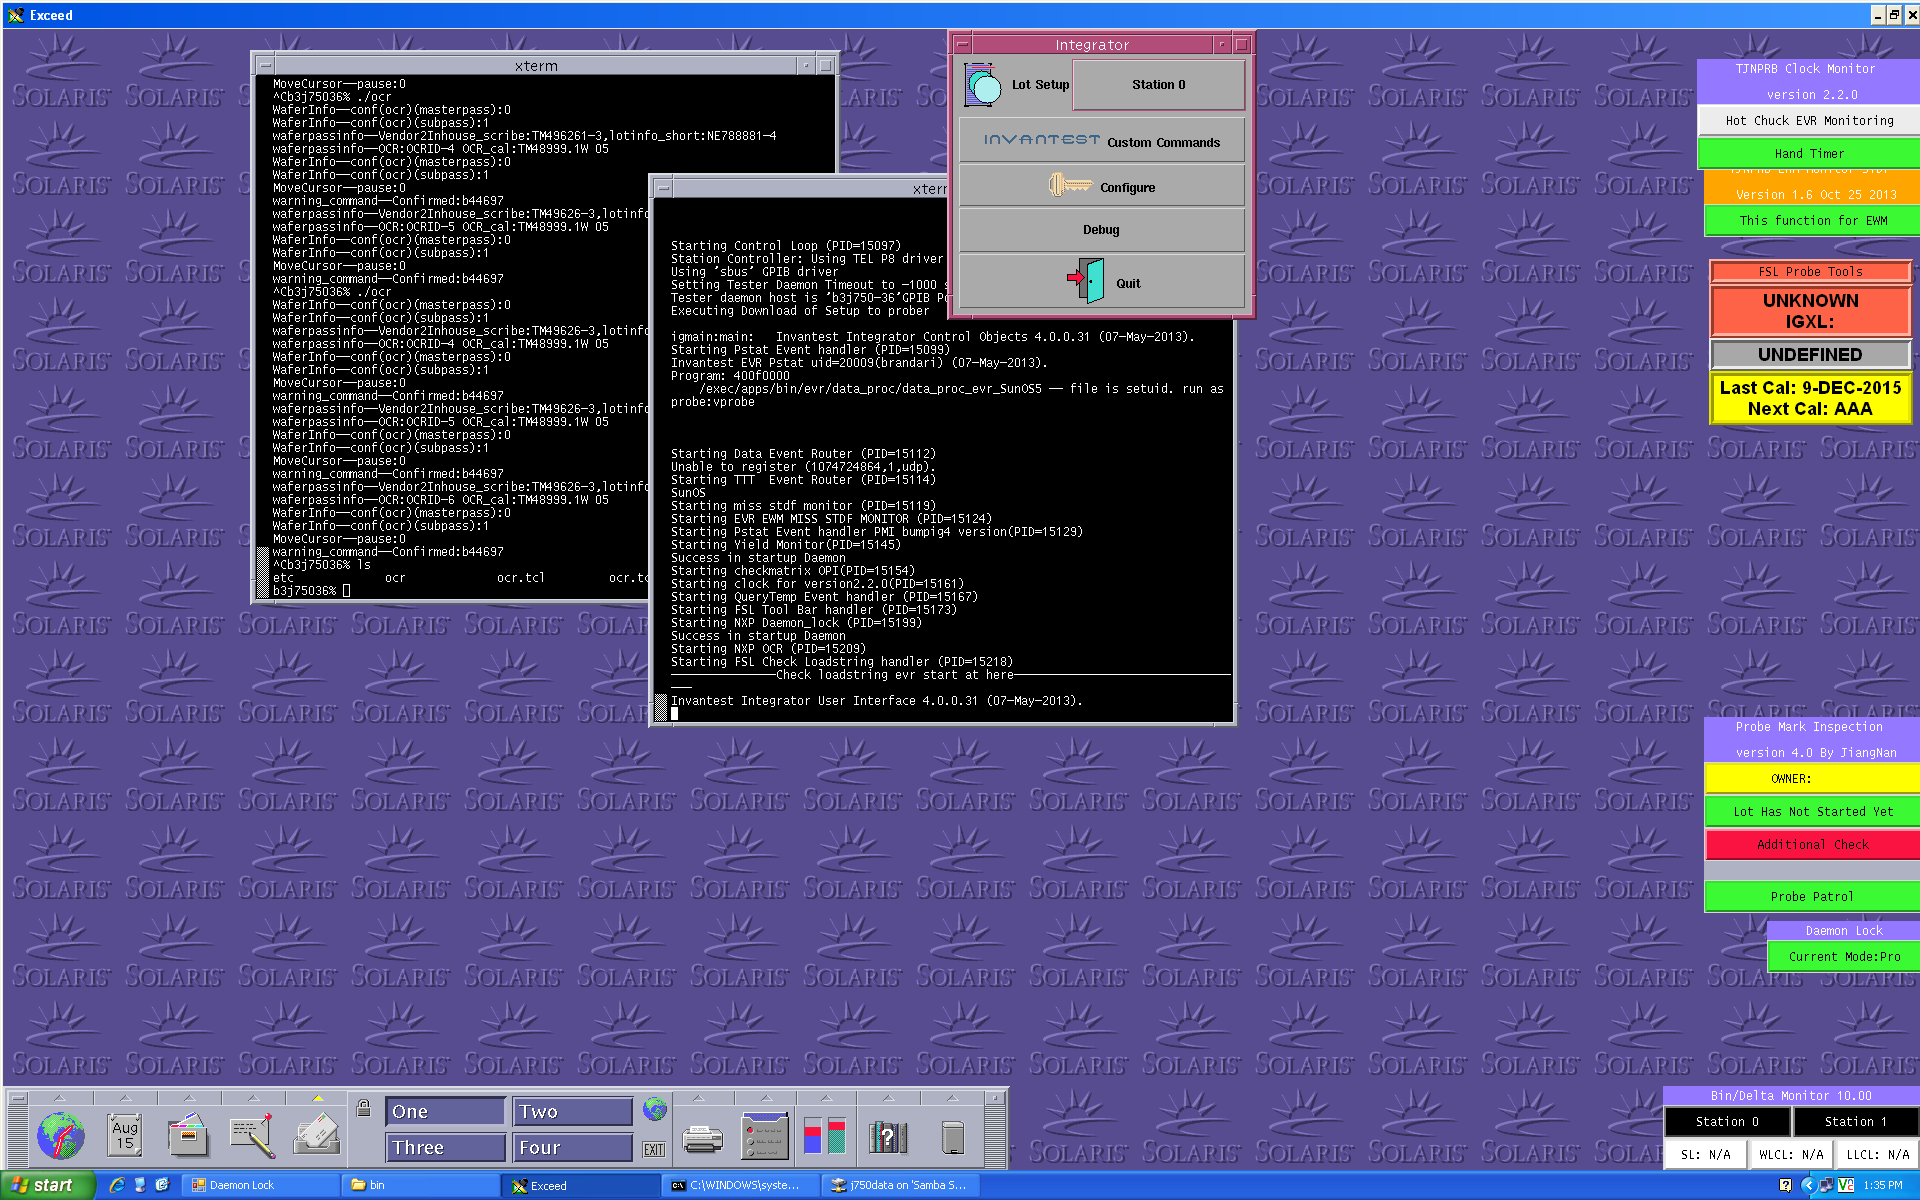 Exceed
xterm
MoveCursor--pause:0
^Cb3j75036% ./ocr
WaferInfo--conf(ocr)(masterpass):0
WaferInfo--conf(ocr)(subpass):1
waferpassinfo--Vendor2Inhouse_scribe:TM496261-3,lotinfo_short:NE788881-4
waferpassinfo--OCR:OCRID-4 OCR_cal:TM48999.1W 05
WaferInfo--conf(ocr)(masterpass):0
WaferInfo--conf(ocr)(subpass):1
MoveCursor--pause:0
warning_command--Confirmed:b44697
waferpassinfo--Vendor2Inhouse_scribe:TM49626-3,lotinfo
waferpassinfo--OCR:OCRID-5 OCR_cal:TM48999.1W 05
WaferInfo--conf(ocr)(masterpass):0
WaferInfo--conf(ocr)(subpass):1
MoveCursor--pause:0
warning_command--Confirmed:b44697
^Cb3j75036% ./ocr
WaferInfo--conf(ocr)(masterpass):0
WaferInfo--conf(ocr)(subpass):1
waferpassinfo--Vendor2Inhouse_scribe:TM49626-3,lotinfo
waferpassinfo--OCR:OCRID-4 OCR_cal:TM48999.1W 05
WaferInfo--conf(ocr)(masterpass):0
WaferInfo--conf(ocr)(subpass):1
MoveCursor--pause:0
warning_command--Confirmed:b44697
waferpassinfo--Vendor2Inhouse_scribe:TM49626-3,lotinfo
waferpassinfo--OCR:OCRID-5 OCR_cal:TM48999.1W 05
WaferInfo--conf(ocr)(masterpass):0
WaferInfo--conf(ocr)(subpass):1
MoveCursor--pause:0
warning_command--Confirmed:b44697
waferpassinfo--Vendor2Inhouse_scribe:TM49626-3,lotinfo
waferpassinfo--OCR:OCRID-6 OCR_cal:TM48999.1W 05
WaferInfo--conf(ocr)(masterpass):0
WaferInfo--conf(ocr)(subpass):1
MoveCursor--pause:0
warning_command--Confirmed:b44697
^Cb3j75036% ls
etc ocr ocr.tcl ocr.tc
b3j75036%
xterm
Starting Control Loop (PID=15097)
Station Controller: Using TEL P8 driver
Using 'sbus' GPIB driver
Setting Tester Daemon Timeout to -1000 s
Tester daemon host is 'b3j750-36'GPIB Po
Executing Download of Setup to prober
igmain:main: Invantest Integrator Control Objects 4.0.0.31 (07-May-2013).
Starting Pstat Event handler (PID=15099)
Invantest EVR Pstat uid=20009(brandari) (07-May-2013).
Program: 400f0000
/exec/apps/bin/evr/data_proc/data_proc_evr_SunOS5 -- file is setuid. run as
probe:vprobe
Starting Data Event Router (PID=15112)
Unable to register (1074724864,1,udp).
Starting TTT Event Router (PID=15114)
SunOS
Starting miss stdf monitor (PID=15119)
Starting EVR EWM MISS STDF MONITOR (PID=15124)
Starting Pstat Event handler PMI bumpig4 version(PID=15129)
Starting Yield Monitor(PID=15145)
Success in startup Daemon
Starting checkmatrix OPI(PID=15154)
Starting clock for version2.2.0(PID=15161)
Starting QueryTemp Event handler (PID=15167)
Starting FSL Tool Bar handler (PID=15173)
Starting NXP Daemon_lock (PID=15199)
Success in startup Daemon
Starting NXP OCR (PID=15209)
Starting FSL Check Loadstring handler (PID=15218)
---------------Check loadstring evr start at here-------------------------------
---
Invantest Integrator User Interface 4.0.0.31 (07-May-2013).
Integrator
Lot Setup
Station 0
INVANTEST Custom Commands
Configure
Debug
Quit
TJNPRB Clock Monitor
version 2.2.0
Hot Chuck EVR Monitoring
Hand Timer
Version 1.6 Oct 25 2013
This function for EWM
FSL Probe Tools
UNKNOWN
IGXL:
UNDEFINED
Last Cal: 9-DEC-2015
Next Cal: AAA
Probe Mark Inspection
version 4.0 By JiangNan
OWNER:
Lot Has Not Started Yet
Additional Check
Probe Patrol
Daemon Lock
Current Mode:Pro
Bin/Delta Monitor 10.00
Station 0 Station 1
SL: N/A WLCL: N/A LLCL: N/A
SOLARIS
Aug
15
One
Two
Three
Four
EXIT
start
Daemon Lock
bin
Exceed
C:\WINDOWS\syste...
j750data on 'Samba S...
1:35 PM